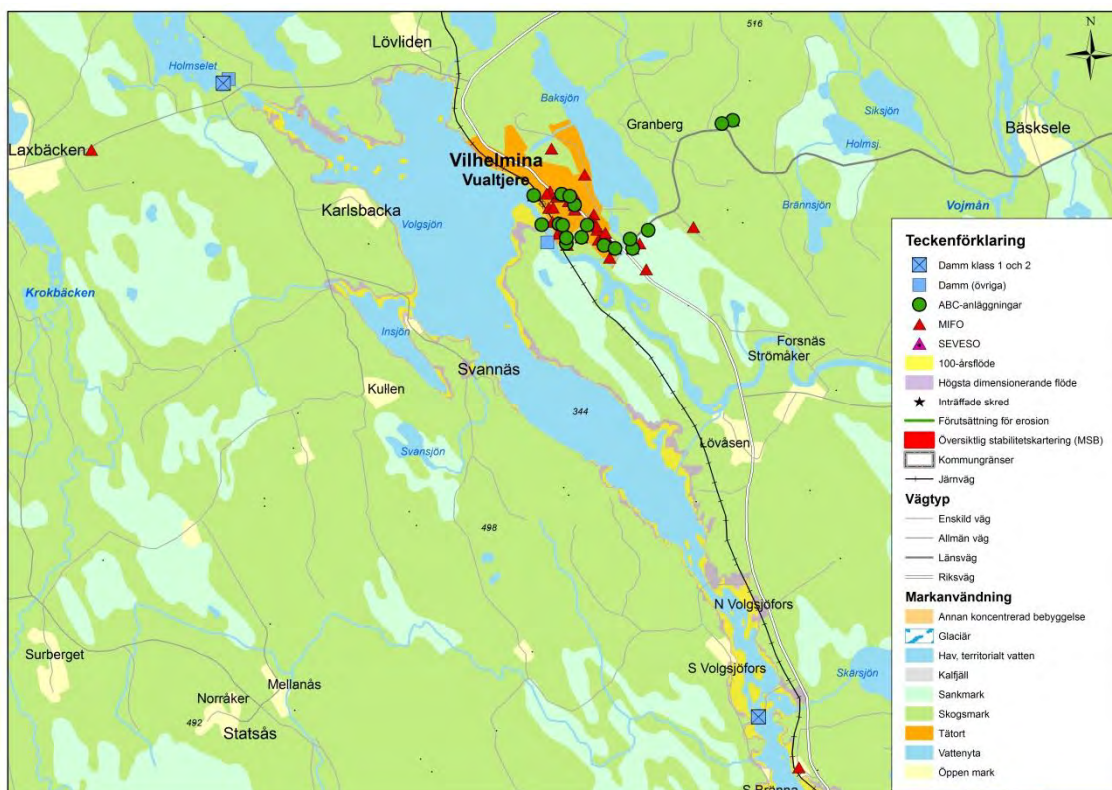 516
N
Lövliden
Holmselet
Baksjön
Granberg
Siksjön
Bäsksele
Holmsj.
Laxbäcken
Vilhelmina
Vualtjere
Karlsbacka
Volgsjön
Brännsjön
Vojmån
Krokbäcken
Insjön
Forsnäs
Strömåker
Svannäs
Kullen
344
Lövåsen
Svansjön
498
N Volgsjöfors
Surberget
S Volgsjöfors
Skärsjön
Mellanås
Norråker
492
Statsås
S Bränna
Teckenförklaring
Damm klass 1 och 2
Damm (övriga)
ABC-anläggningar
MIFO
SEVESO
100-årsflöde
Högsta dimensionerande flöde
Inträffade skred
Förutsättning för erosion
Översiktlig stabilitetskartering (MSB)
Kommungränser
Järnväg
Vägtyp
Enskild väg
Allmän väg
Länsväg
Riksväg
Markanvändning
Annan koncentrerad bebyggelse
Glaciär
Hav, territorialt vatten
Kalfjäll
Sankmark
Skogsmark
Tätort
Vattenyta
Öppen mark